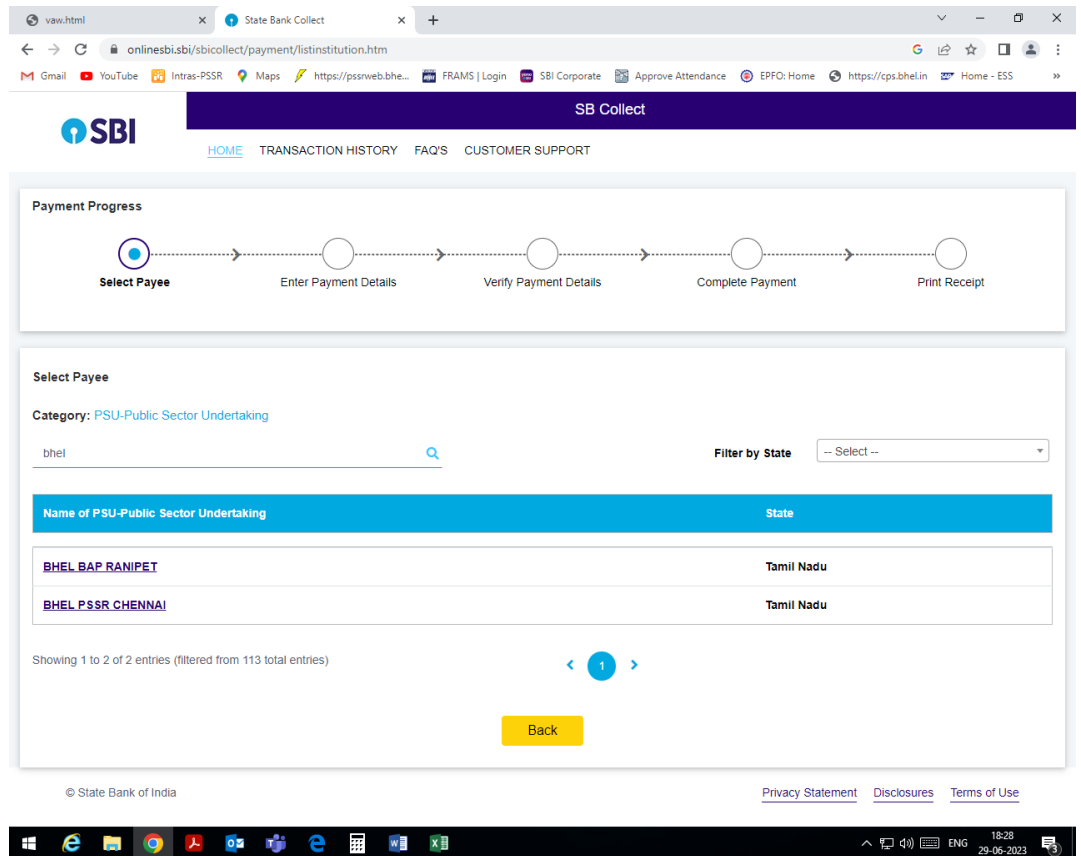 vaw.html
State Bank Collect
onlinesbi.sbi/sbicollect/payment/listinstitution.htm
Gmail YouTube Intras-PSSR Maps https://pssrweb.bhe... FRAMS | Login SBI Corporate Approve Attendance EPFO: Home https://cps.bhel.in Home - ESS »
SBI
SB Collect
HOME TRANSACTION HISTORY FAQ'S CUSTOMER SUPPORT
Payment Progress
Select Payee Enter Payment Details Verify Payment Details Complete Payment Print Receipt
Select Payee
Category: PSU-Public Sector Undertaking
bhel
Filter by State -- Select --
Name of PSU-Public Sector Undertaking State
BHEL BAP RANIPET Tamil Nadu
BHEL PSSR CHENNAI Tamil Nadu
Showing 1 to 2 of 2 entries (filtered from 113 total entries)
1
Back
© State Bank of India Privacy Statement Disclosures Terms of Use
ENG
18:28
29-06-2023
3